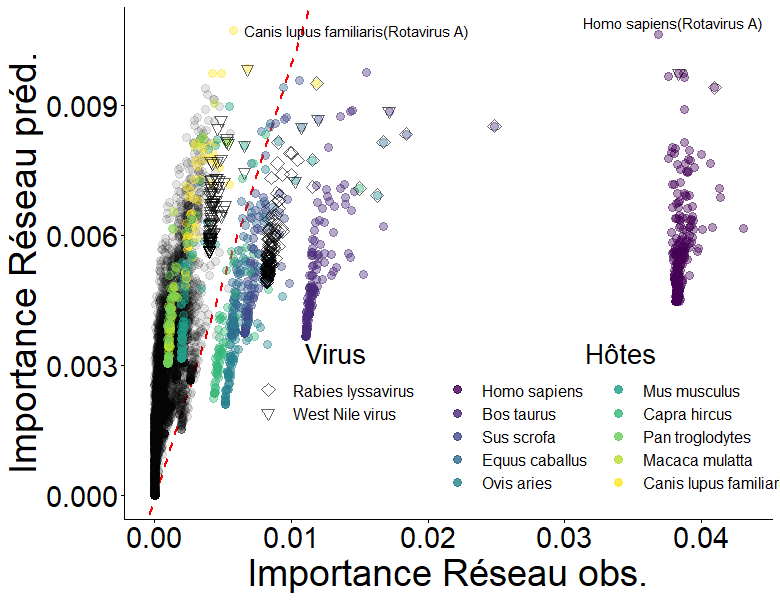 Canis lupus familiaris(Rotavirus A)
Homo sapiens(Rotavirus A)
Importance Réseau préd.
0.009
0.006
0.003
0.000
Virus
Rabies lyssavirus
West Nile virus
Hôtes
Homo sapiens
Bos taurus
Sus scrofa
Equus caballus
Ovis aries
Mus musculus
Capra hircus
Pan troglodytes
Macaca mulatta
Canis lupus familiar
0.00
0.01
0.02
0.03
0.04
Importance Réseau obs.